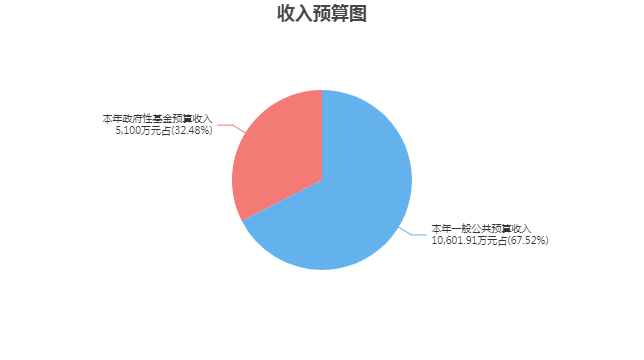 收入预算图
本年政府性基金预算收入
5,100万元占(32.48%)
本年一般公共预算收入
10,601.91万元占(67.52%)